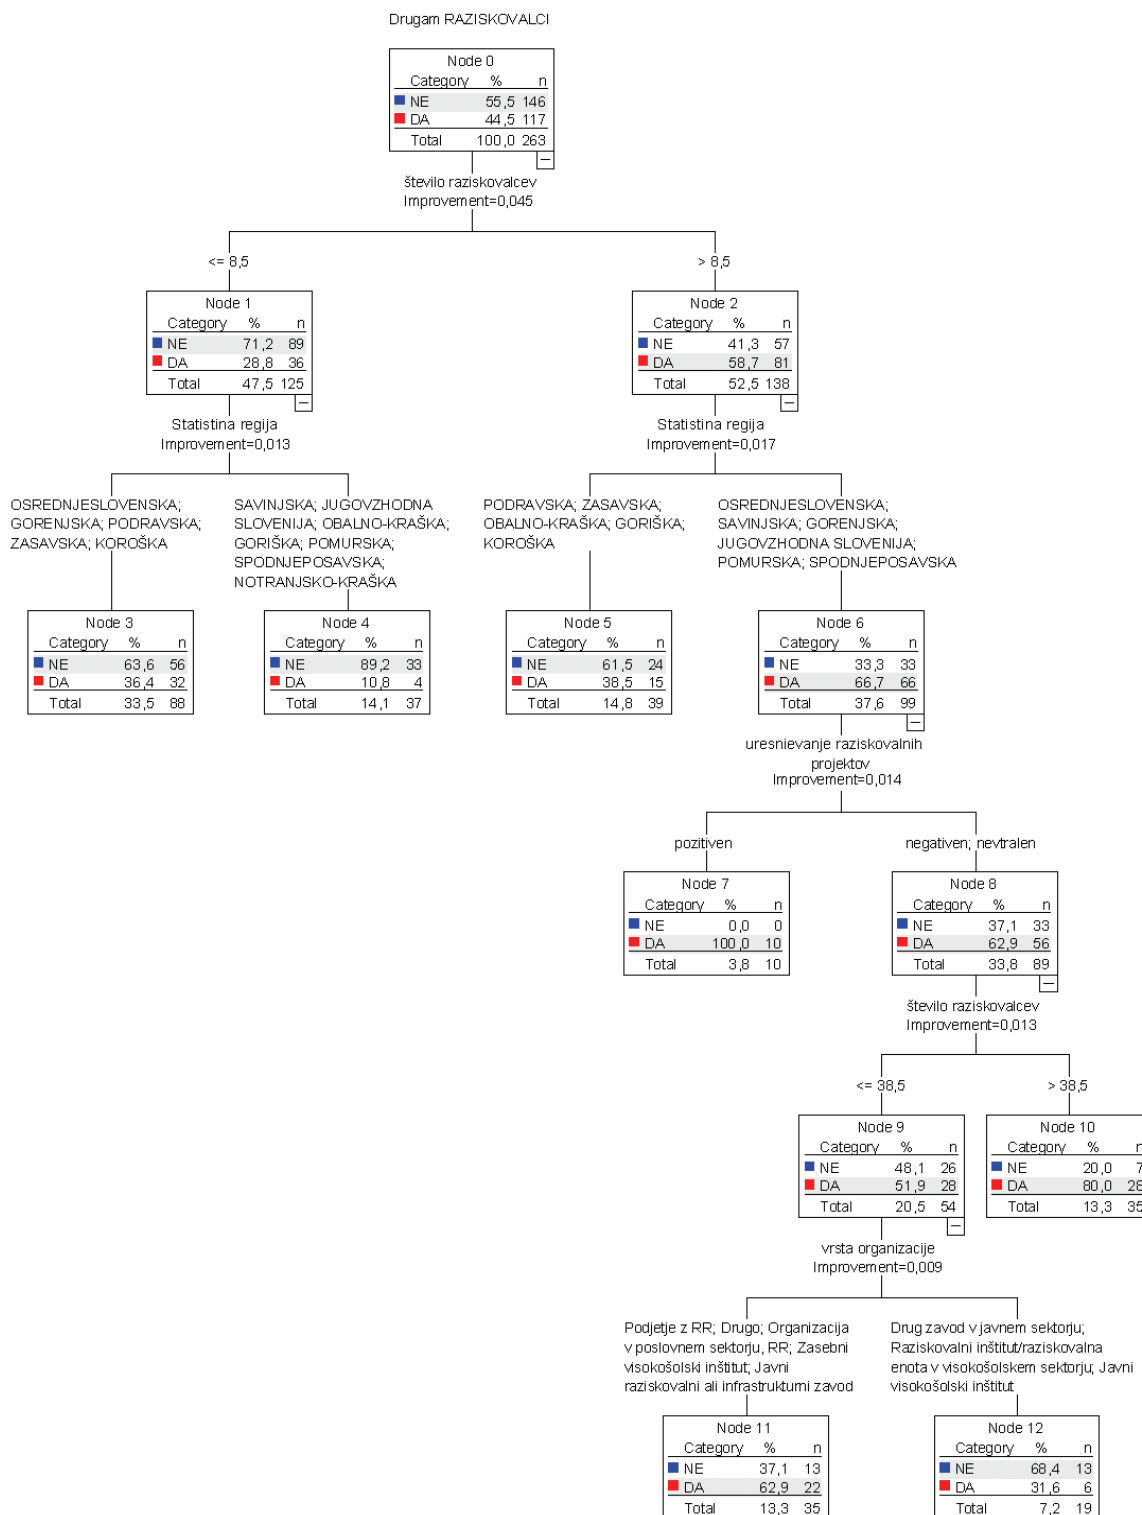 Drugam RAZISKOVALCI
Node 0
Category % n
NE 55,5 146
DA 44,5 117
Total 100,0 263
število raziskovalcev
Improvement=0,045
<= 8,5
> 8,5
Node 1
Category % n
NE 71,2 89
DA 28,8 36
Total 47,5 125
Node 2
Category % n
NE 41,3 57
DA 58,7 81
Total 52,5 138
Statistina regija
Improvement=0,013
Statistina regija
Improvement=0,017
OSREDNJESLOVENSKA;
GORENJSKA; PODRAVSKA;
ZASAVSKA; KOROŠKA
SAVINJSKA; JUGOVZHODNA
SLOVENIJA; OBALNO-KRAŠKA;
GORIŠKA; POMURSKA;
SPODNJEPOSAVSKA;
NOTRANJSKO-KRAŠKA
PODRAVSKA; ZASAVSKA;
OBALNO-KRAŠKA; GORIŠKA;
KOROŠKA
OSREDNJESLOVENSKA;
SAVINJSKA; GORENJSKA;
JUGOVZHODNA SLOVENIJA;
POMURSKA; SPODNJEPOSAVSKA
Node 3
Category % n
NE 63,6 56
DA 36,4 32
Total 33,5 88
Node 4
Category % n
NE 89,2 33
DA 10,8 4
Total 14,1 37
Node 5
Category % n
NE 61,5 24
DA 38,5 15
Total 14,8 39
Node 6
Category % n
NE 33,3 33
DA 66,7 66
Total 37,6 99
uresnievanje raziskovalnih
projektov
Improvement=0,014
pozitiven
negativen; nevtralen
Node 7
Category % n
NE 0,0 0
DA 100,0 10
Total 3,8 10
Node 8
Category % n
NE 37,1 33
DA 62,9 56
Total 33,8 89
število raziskovalcev
Improvement=0,013
<= 38,5
> 38,5
Node 9
Category % n
NE 48,1 26
DA 51,9 28
Total 20,5 54
Node 10
Category % n
NE 20,0 7
DA 80,0 28
Total 13,3 35
vrsta organizacije
Improvement=0,009
Podjetje z RR; Drugo; Organizacija
v poslovnem sektorju, RR; Zasebni
visokošolski inštitut; Javni
raziskovalni ali infrastrukturni zavod
Drug zavod v javnem sektorju;
Raziskovalni inštitut/raziskovalna
enota v visokošolskem sektorju; Javni
visokošolski inštitut
Node 11
Category % n
NE 37,1 13
DA 62,9 22
Total 13,3 35
Node 12
Category % n
NE 68,4 13
DA 31,6 6
Total 7,2 19